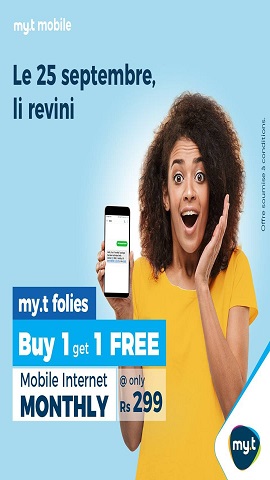 my.t mobile
Le 25 septembre,
li revini
Offre soumise à conditions.
my.t folies
Buy 1 get 1 FREE
Mobile Internet
MONTHLY
@ only
Rs 299
my.t